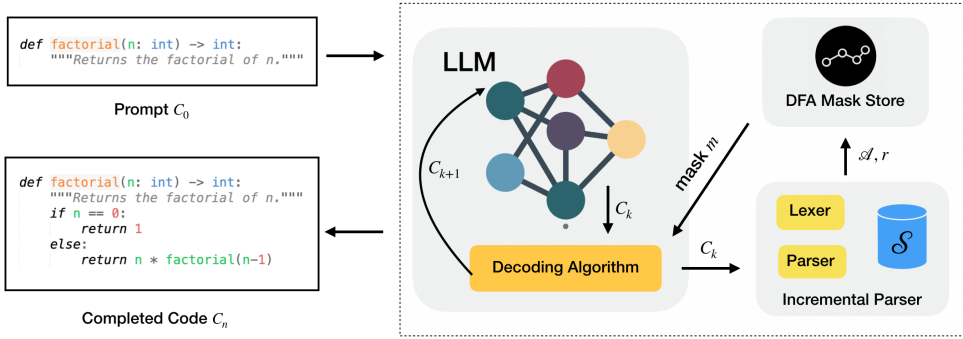 def factorial(n: int) -> int:
"""Returns the factorial of n."""
Prompt C₀
def factorial(n: int) -> int:
"""Returns the factorial of n."""
if n == 0:
return 1
else:
return n * factorial(n-1)
Completed Code Cₙ
LLM
Cₖ₊₁
Cₖ
Decoding Algorithm
mask m
Cₖ
DFA Mask Store
𝒜, r
Lexer
Parser
𝒮
Incremental Parser